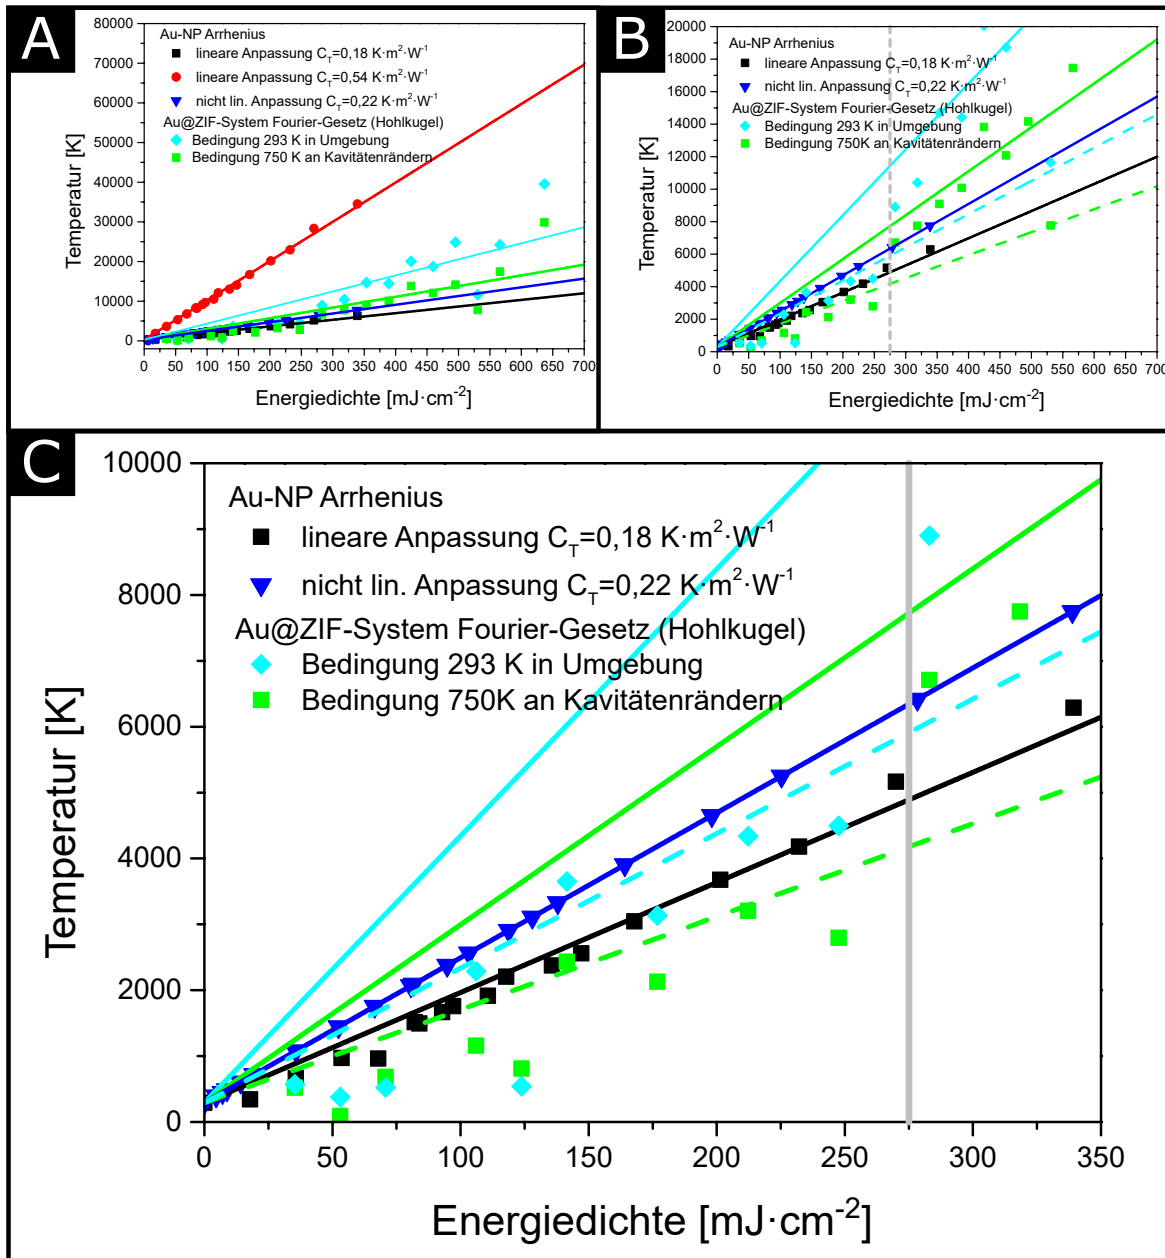 A
80000
70000
60000
50000
40000
30000
20000
10000
0
Temperatur [K]
Au-NP Arrhenius
lineare Anpassung C_T=0,18 K·m²·W⁻¹
lineare Anpassung C_T=0,54 K·m²·W⁻¹
nicht lin. Anpassung C_T=0,22 K·m²·W⁻¹
Au@ZIF-System Fourier-Gesetz (Hohlkugel)
Bedingung 293 K in Umgebung
Bedingung 750 K an Kavitätenrändern
0 50 100 150 200 250 300 350 400 450 500 550 600 650 700
Energiedichte [mJ·cm⁻²]
B
20000
18000
16000
14000
12000
10000
8000
6000
4000
2000
0
Temperatur [K]
Au-NP Arrhenius
lineare Anpassung C_T=0,18 K·m²·W⁻¹
nicht lin. Anpassung C_T=0,22 K·m²·W⁻¹
Au@ZIF-System Fourier-Gesetz (Hohlkugel)
Bedingung 293 K in Umgebung
Bedingung 750K an Kavitätenrändern
0 50 100 150 200 250 300 350 400 450 500 550 600 650 700
Energiedichte [mJ·cm⁻²]
C
10000
8000
6000
4000
2000
0
Temperatur [K]
Au-NP Arrhenius
lineare Anpassung C_T=0,18 K·m²·W⁻¹
nicht lin. Anpassung C_T=0,22 K·m²·W⁻¹
Au@ZIF-System Fourier-Gesetz (Hohlkugel)
Bedingung 293 K in Umgebung
Bedingung 750K an Kavitätenrändern
0 50 100 150 200 250 300 350
Energiedichte [mJ·cm⁻²]